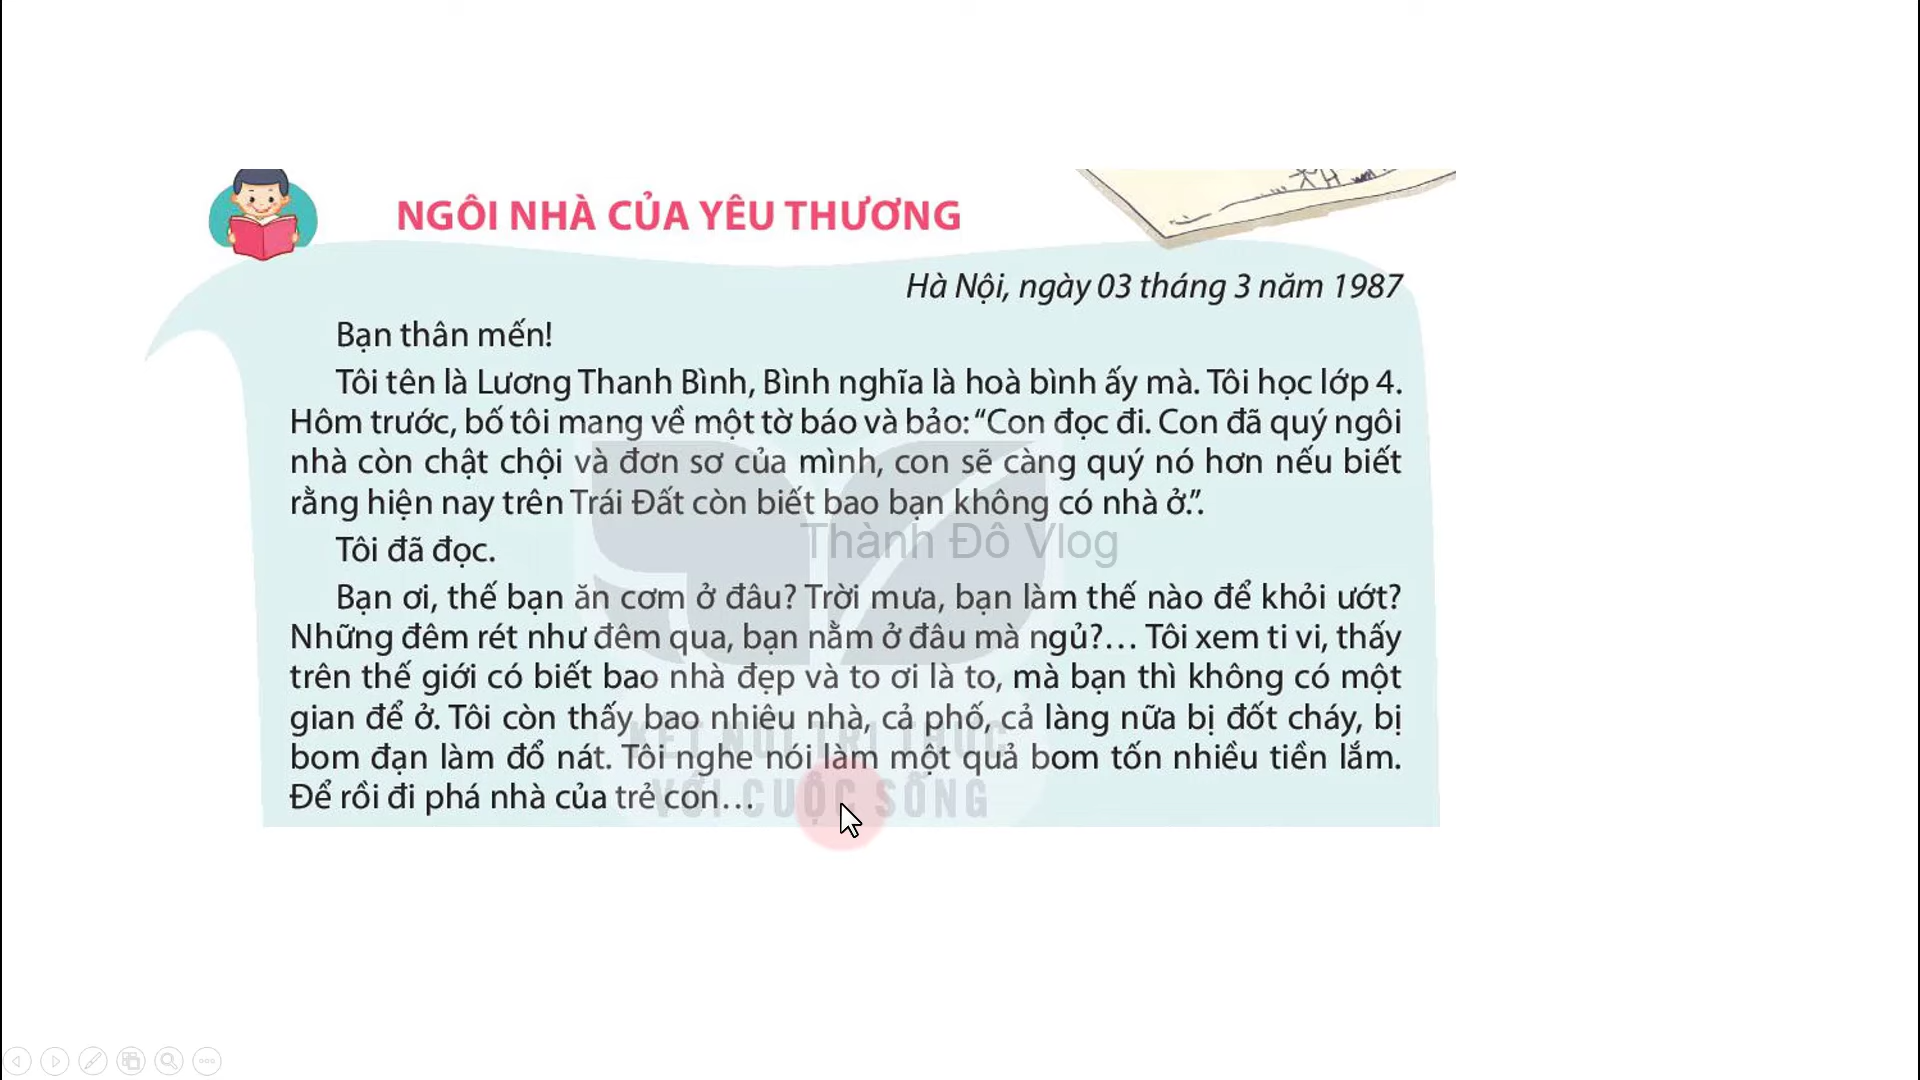 NGÔI NHÀ CỦA YÊU THƯƠNG
Hà Nội, ngày 03 tháng 3 năm 1987
Bạn thân mến!
Tôi tên là Lương Thanh Bình, Bình nghĩa là hoà bình ấy mà. Tôi học lớp 4.
Hôm trước, bố tôi mang về một tờ báo và bảo: “Con đọc đi. Con đã quý ngôi
nhà còn chật chội và đơn sơ của mình, con sẽ càng quý nó hơn nếu biết
rằng hiện nay trên Trái Đất còn biết bao bạn không có nhà ở.”.
Thành Đô Vlog
Tôi đã đọc.
Bạn ơi, thế bạn ăn cơm ở đâu? Trời mưa, bạn làm thế nào để khỏi ướt?
Những đêm rét như đêm qua, bạn nằm ở đâu mà ngủ?... Tôi xem ti vi, thấy
trên thế giới có biết bao nhà đẹp và to ơi là to, mà bạn thì không có một
gian để ở. Tôi còn thấy bao nhiêu nhà, cả phố, cả làng nữa bị đốt cháy, bị
KẾT NỐI TRI THỨC
bom đạn làm đổ nát. Tôi nghe nói làm một quả bom tốn nhiều tiền lắm.
Để rồi đi phá nhà của trẻ con...
VỚI CUỘC SỐNG